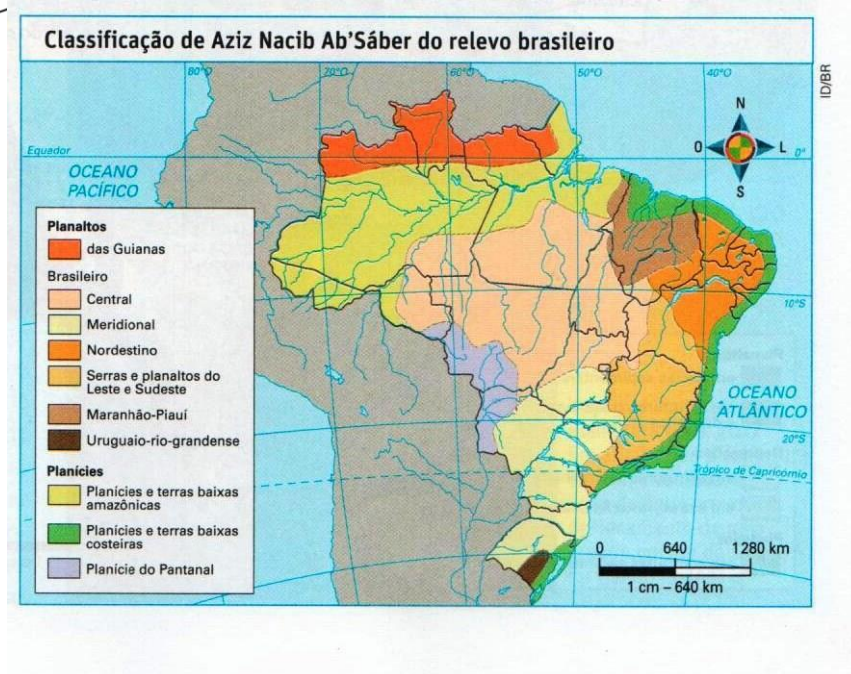 Classificação de Aziz Nacib Ab'Sáber do relevo brasileiro
ID/BR
80°O
70°O
60°O
50°O
40°O
N
O
L
S
Equador
0°
OCEANO
PACÍFICO
Planaltos
das Guianas
Brasileiro
Central
Meridional
Nordestino
Serras e planaltos do
Leste e Sudeste
Maranhão-Piauí
Uruguaio-rio-grandense
Planícies
Planícies e terras baixas
amazônicas
Planícies e terras baixas
costeiras
Planície do Pantanal
10°S
OCEANO
ATLÂNTICO
20°S
Trópico de Capricórnio
0 640 1 280 km
1 cm – 640 km